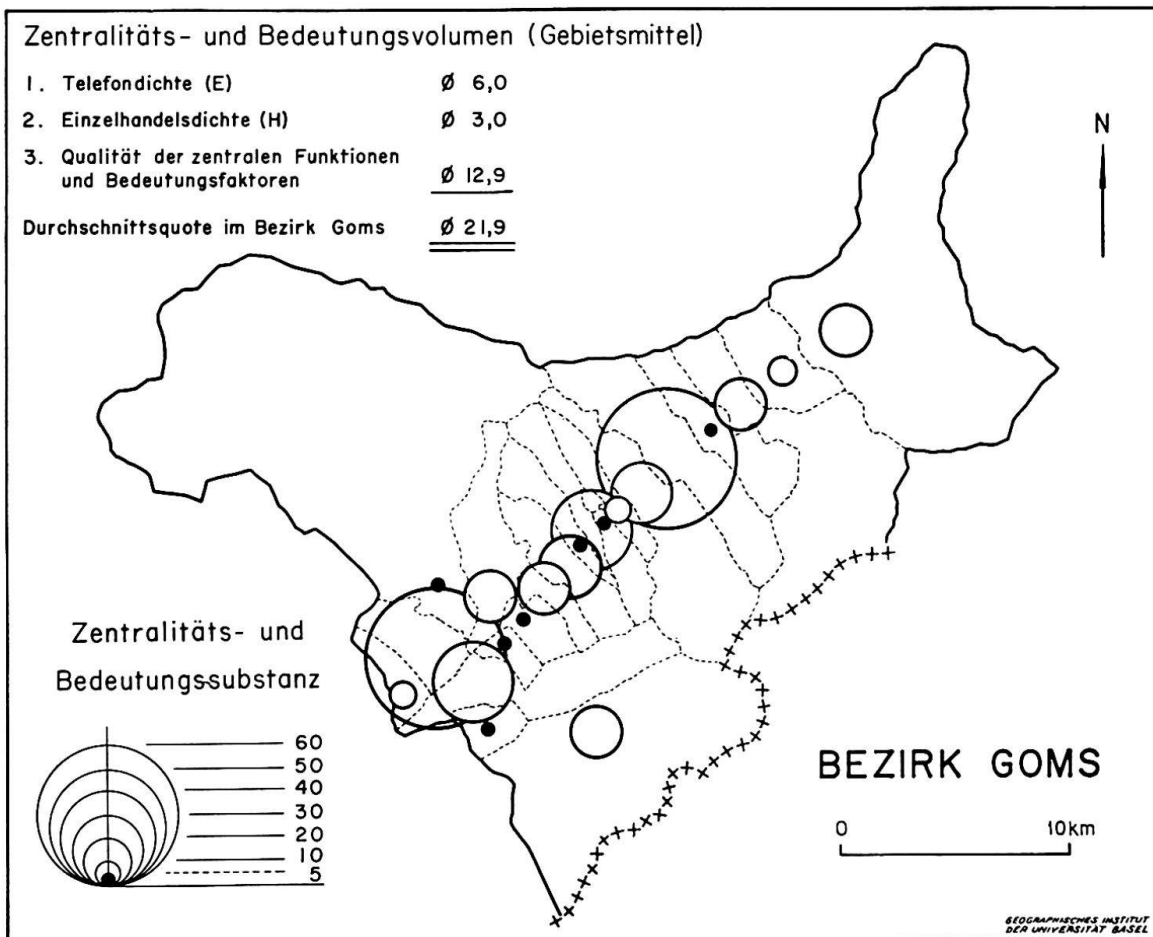 Zentralitäts- und Bedeutungsvolumen (Gebietsmittel)
1. Telefondichte (E) Ø 6,0
2. Einzelhandelsdichte (H) Ø 3,0
3. Qualität der zentralen Funktionen
und Bedeutungsfaktoren Ø 12,9
Durchschnittsquote im Bezirk Goms Ø 21,9
N
Zentralitäts- und
Bedeutungssubstanz
60
50
40
30
20
10
5
BEZIRK GOMS
0 10km
GEOGRAPHISCHES INSTITUT
DER UNIVERSITÄT BASEL